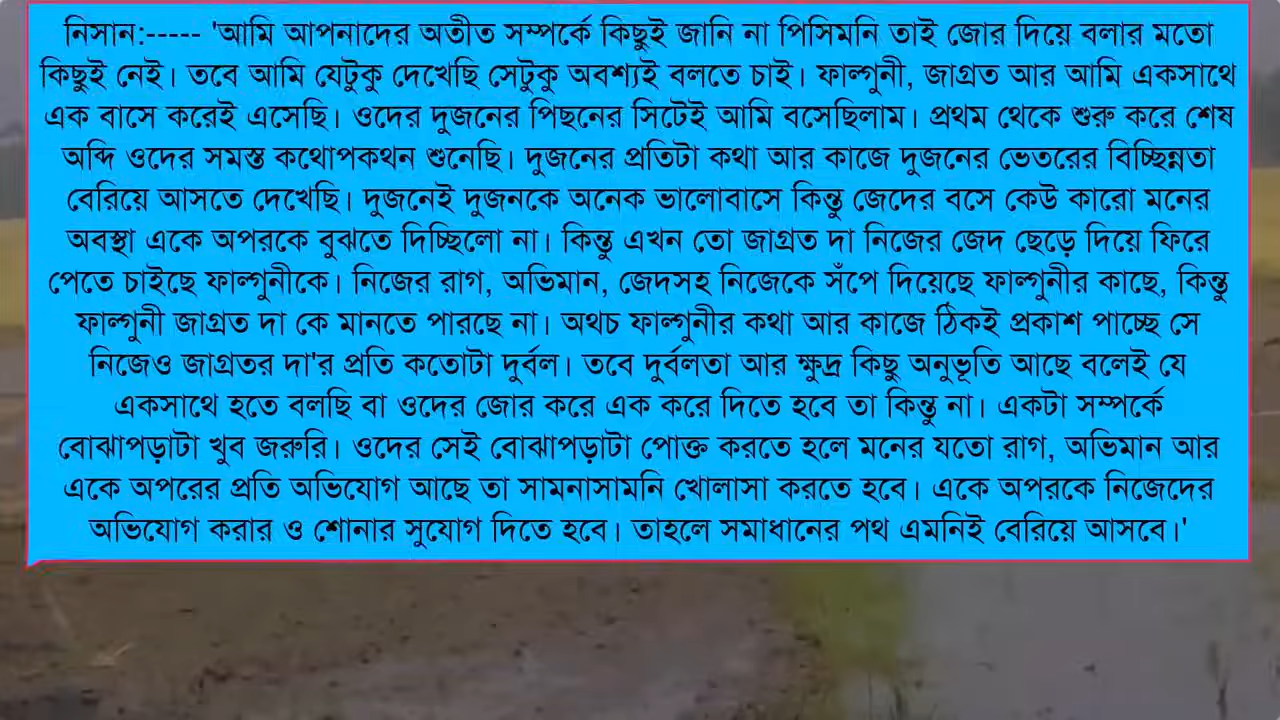 নিসান:----- 'আমি আপনাদের অতীত সম্পর্কে কিছুই জানি না পিসিমনি তাই জোর দিয়ে বলার মতো
কিছুই নেই। তবে আমি যেটুকু দেখেছি সেটুকু অবশ্যই বলতে চাই। ফাল্গুনী, জাগ্রত আর আমি একসাথে
এক বাসে করেই এসেছি। ওদের দুজনের পিছনের সিটেই আমি বসেছিলাম। প্রথম থেকে শুরু করে শেষ
অব্দি ওদের সমস্ত কথোপকথন শুনেছি। দুজনের প্রতিটা কথা আর কাজে দুজনের ভেতরের বিচ্ছিন্নতা
বেরিয়ে আসতে দেখেছি। দুজনেই দুজনকে অনেক ভালোবাসে কিন্তু জেদের বসে কেউ কারো মনের
অবস্থা একে অপরকে বুঝতে দিচ্ছিলো না। কিন্তু এখন তো জাগ্রত দা নিজের জেদ ছেড়ে দিয়ে ফিরে
পেতে চাইছে ফাল্গুনীকে। নিজের রাগ, অভিমান, জেদসহ নিজেকে সঁপে দিয়েছে ফাল্গুনীর কাছে, কিন্তু
ফাল্গুনী জাগ্রত দা কে মানতে পারছে না। অথচ ফাল্গুনীর কথা আর কাজে ঠিকই প্রকাশ পাচ্ছে সে
নিজেও জাগ্রতর দা'র প্রতি কতোটা দুর্বল। তবে দুর্বলতা আর ক্ষুদ্র কিছু অনুভূতি আছে বলেই যে
একসাথে হতে বলছি বা ওদের জোর করে এক করে দিতে হবে তা কিন্তু না। একটা সম্পর্কে
বোঝাপড়াটা খুব জরুরি। ওদের সেই বোঝাপড়াটা পোক্ত করতে হলে মনের যতো রাগ, অভিমান আর
একে অপরের প্রতি অভিযোগ আছে তা সামনাসামনি খোলাসা করতে হবে। একে অপরকে নিজেদের
অভিযোগ করার ও শোনার সুযোগ দিতে হবে। তাহলে সমাধানের পথ এমনিই বেরিয়ে আসবে।'